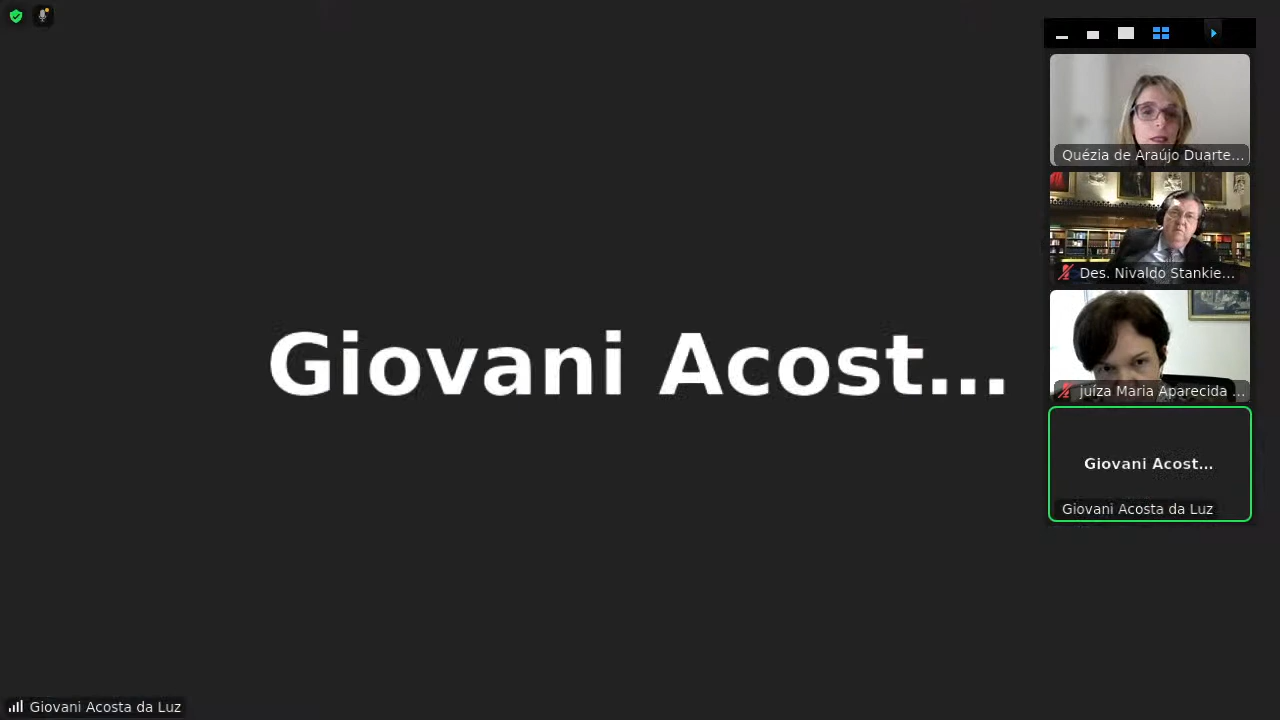 Quézia de Araújo Duarte...
Des. Nivaldo Stankie...
juíza Maria Aparecida ...
Giovani Acost...
Giovani Acost...
Giovani Acosta da Luz
Giovani Acosta da Luz